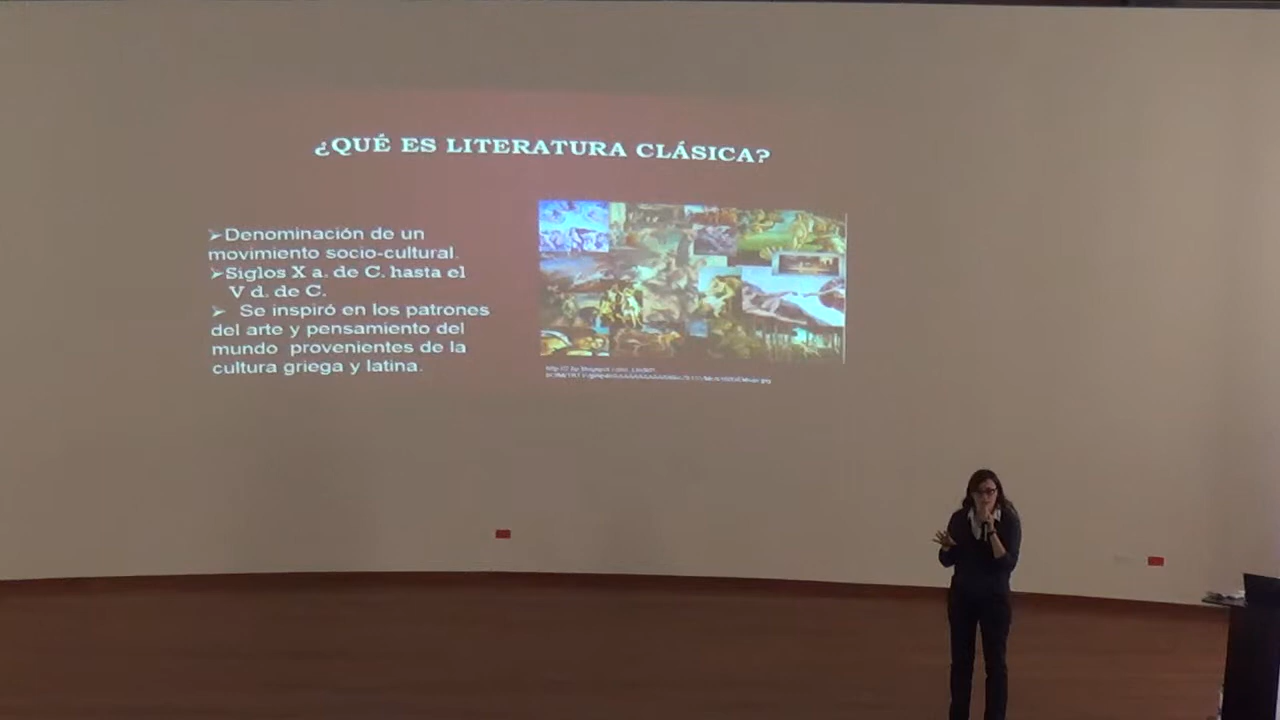 ¿QUÉ ES LITERATURA CLÁSICA?
➢Denominación de un
movimiento socio-cultural.
➢Siglos X a. de C. hasta el
V d. de C.
➢ Se inspiró en los patrones
del arte y pensamiento del
mundo provenientes de la
cultura griega y latina.